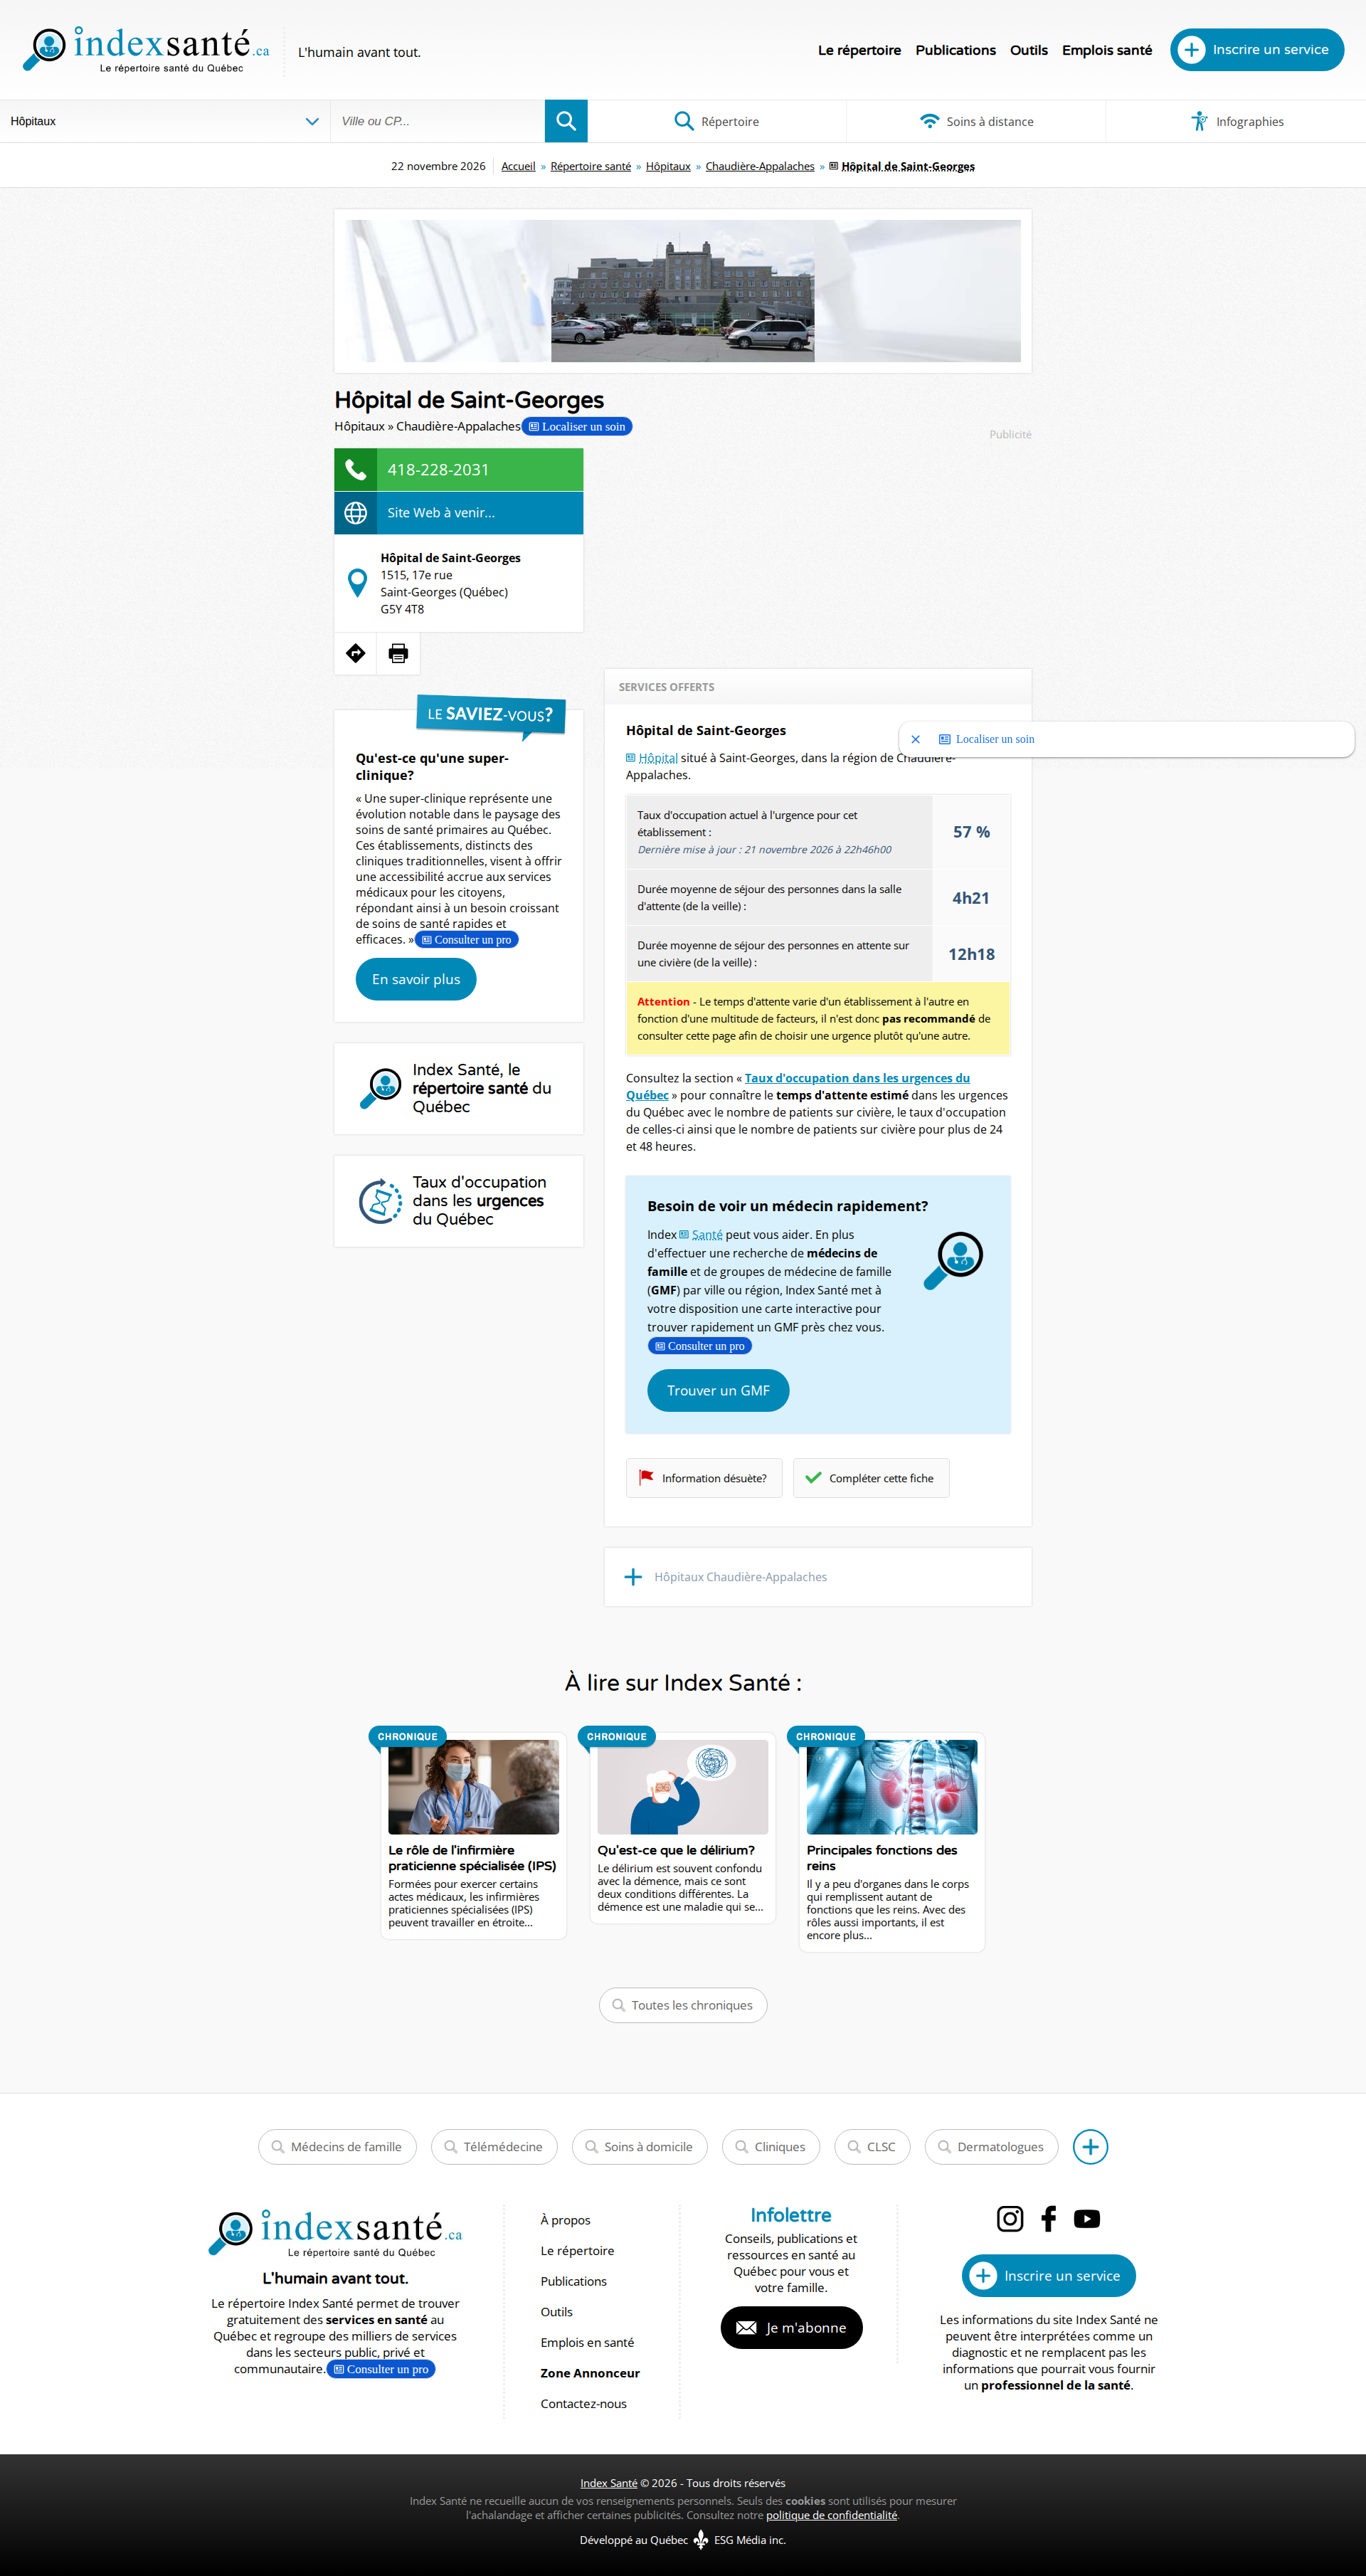 indexsanté.ca
Le répertoire santé du Québec
L'humain avant tout.
Le répertoire
Publications
Outils
Emplois santé
Inscrire un service
Hôpitaux
Ville ou CP...
Répertoire
Soins à distance
Infographies
22 novembre 2026
Accueil » Répertoire santé » Hôpitaux » Chaudière-Appalaches » Hôpital de Saint-Georges
Hôpital de Saint-Georges
Hôpitaux » Chaudière-Appalaches Localiser un soin
Publicité
418-228-2031
Site Web à venir...
Hôpital de Saint-Georges
1515, 17e rue
Saint-Georges (Québec)
G5Y 4T8
LE SAVIEZ-VOUS?
Qu'est-ce qu'une super-
clinique?
« Une super-clinique représente une
évolution notable dans le paysage des
soins de santé primaires au Québec.
Ces établissements, distincts des
cliniques traditionnelles, visent à offrir
une accessibilité accrue aux services
médicaux pour les citoyens,
répondant ainsi à un besoin croissant
de soins de santé rapides et
efficaces. » Consulter un pro
En savoir plus
Index Santé, le
répertoire santé du
Québec
Taux d'occupation
dans les urgences
du Québec
SERVICES OFFERTS
Hôpital de Saint-Georges
Localiser un soin
Hôpital situé à Saint-Georges, dans la région de Chaudière-
Appalaches.
Taux d'occupation actuel à l'urgence pour cet
établissement :
Dernière mise à jour : 21 novembre 2026 à 22h46h00
57 %
Durée moyenne de séjour des personnes dans la salle
d'attente (de la veille) :
4h21
Durée moyenne de séjour des personnes en attente sur
une civière (de la veille) :
12h18
Attention - Le temps d'attente varie d'un établissement à l'autre en
fonction d'une multitude de facteurs, il n'est donc pas recommandé de
consulter cette page afin de choisir une urgence plutôt qu'une autre.
Consultez la section « Taux d'occupation dans les urgences du
Québec » pour connaître le temps d'attente estimé dans les urgences
du Québec avec le nombre de patients sur civière, le taux d'occupation
de celles-ci ainsi que le nombre de patients sur civière pour plus de 24
et 48 heures.
Besoin de voir un médecin rapidement?
Index Santé peut vous aider. En plus
d'effectuer une recherche de médecins de
famille et de groupes de médecine de famille
(GMF) par ville ou région, Index Santé met à
votre disposition une carte interactive pour
trouver rapidement un GMF près chez vous.
Consulter un pro
Trouver un GMF
Information désuète?
Compléter cette fiche
Hôpitaux Chaudière-Appalaches
À lire sur Index Santé :
CHRONIQUE
Le rôle de l'infirmière
praticienne spécialisée (IPS)
Formées pour exercer certains
actes médicaux, les infirmières
praticiennes spécialisées (IPS)
peuvent travailler en étroite...
CHRONIQUE
Qu'est-ce que le délirium?
Le délirium est souvent confondu
avec la démence, mais ce sont
deux conditions différentes. La
démence est une maladie qui se...
CHRONIQUE
Principales fonctions des
reins
Il y a peu d'organes dans le corps
qui remplissent autant de
fonctions que les reins. Avec des
rôles aussi importants, il est
encore plus...
Toutes les chroniques
Médecins de famille
Télémédecine
Soins à domicile
Cliniques
CLSC
Dermatologues
indexsanté.ca
Le répertoire santé du Québec
L'humain avant tout.
Le répertoire Index Santé permet de trouver
gratuitement des services en santé au
Québec et regroupe des milliers de services
dans les secteurs public, privé et
communautaire. Consulter un pro
À propos
Le répertoire
Publications
Outils
Emplois en santé
Zone Annonceur
Contactez-nous
Infolettre
Conseils, publications et
ressources en santé au
Québec pour vous et
votre famille.
Je m'abonne
Inscrire un service
Les informations du site Index Santé ne
peuvent être interprétées comme un
diagnostic et ne remplacent pas les
informations que pourrait vous fournir
un professionnel de la santé.
Index Santé © 2026 - Tous droits réservés
Index Santé ne recueille aucun de vos renseignements personnels. Seuls des cookies sont utilisés pour mesurer
l'achalandage et afficher certaines publicités. Consultez notre politique de confidentialité.
Développé au Québec ESG Média inc.